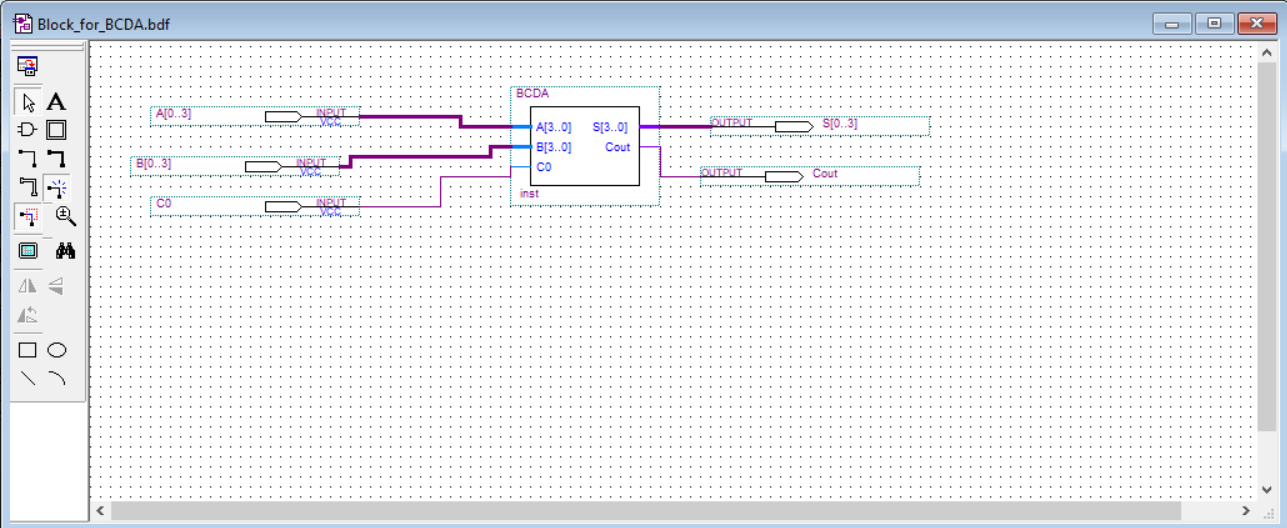 Block_for_BCDA.bdf
A
BCDA
A[0..3] INPUT VCC
A[3..0] S[3..0]
OUTPUT S[0..3]
B[3..0] Cout
B[0..3] INPUT VCC
C0
OUTPUT Cout
inst
C0 INPUT VCC